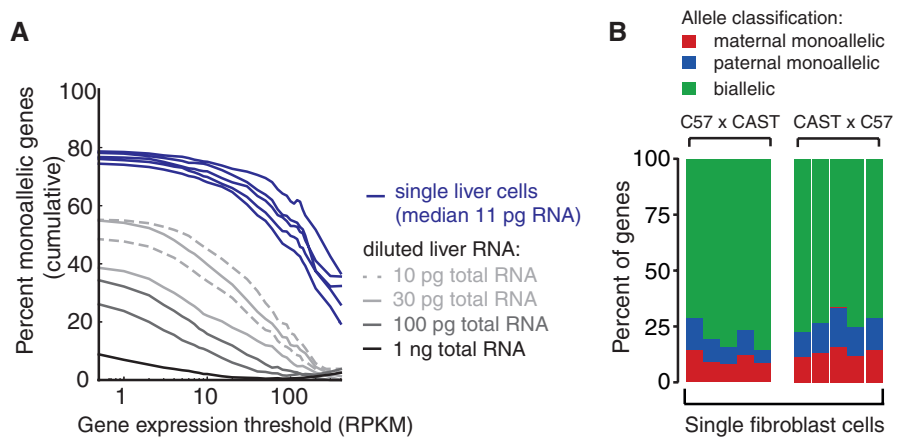 A
Percent monoallelic genes
(cumulative)
100
80
60
40
20
0
1
10
100
Gene expression threshold (RPKM)
single liver cells
(median 11 pg RNA)
diluted liver RNA:
10 pg total RNA
30 pg total RNA
100 pg total RNA
1 ng total RNA
B
Allele classification:
maternal monoallelic
paternal monoallelic
biallelic
C57 x CAST
CAST x C57
Percent of genes
100
75
50
25
0
Single fibroblast cells